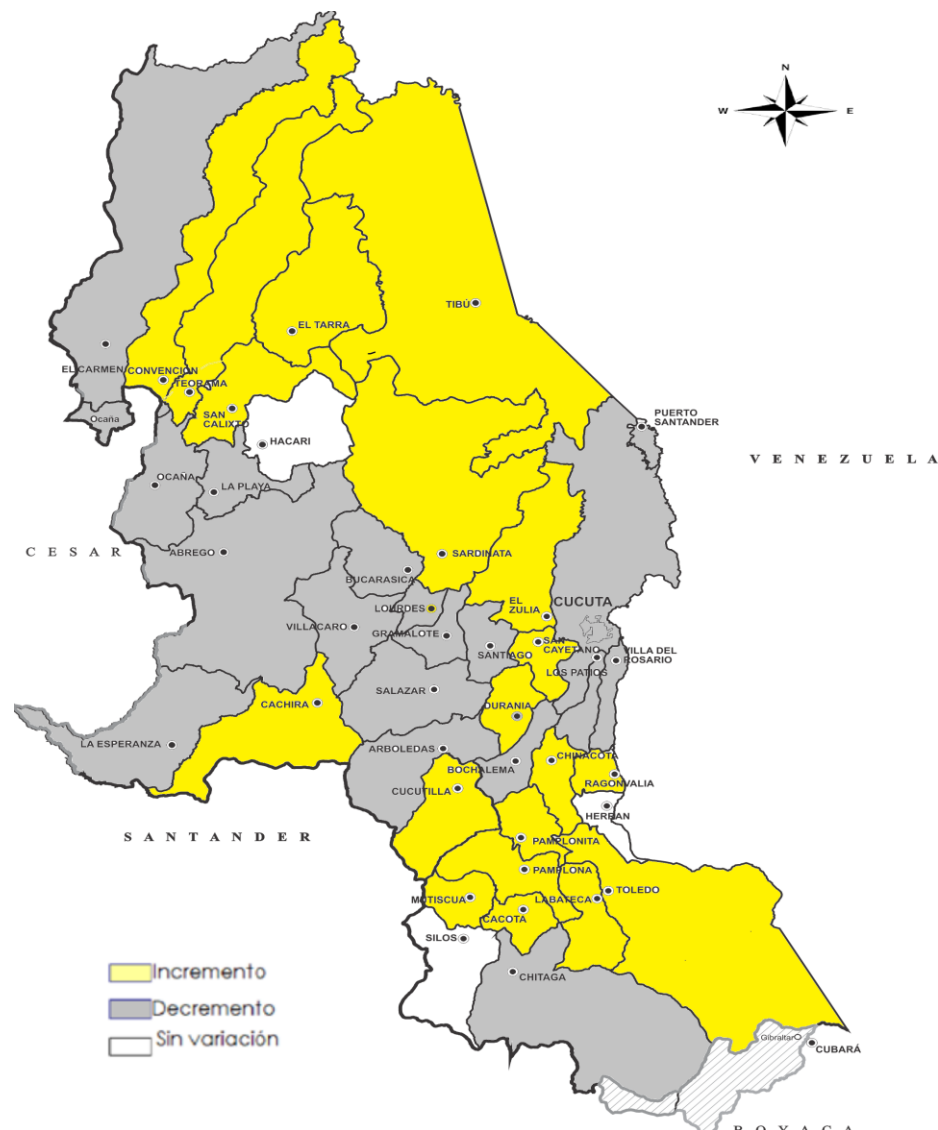 N
W E
TIBÚ
EL TARRA
EL CARMEN
CONVENCIÓN
TEORAMA
SAN
CALIXTO
Ocaña
PUERTO
SANTANDER
HACARI
V E N E Z U E L A
OCAÑA
LA PLAYA
C E S A R
ABREGO
SARDINATA
BUCARASICA
LOURDES
EL
ZULIA
CUCUTA
VILLACARO
GRAMALOTE
SANTIAGO
SAN
CAYETANO
VILLA DEL
ROSARIO
LOS PATIOS
SALAZAR
CACHIRA
DURANIA
LA ESPERANZA
ARBOLEDAS
BOCHALEMA
CHINACOTA
RAGONVALIA
CUCUTILLA
HERRAN
S A N T A N D E R
PAMPLONITA
PAMPLONA
MUTISCUA
LABATECA
TOLEDO
CACOTA
SILOS
CHITAGA
Incremento
Decremento
Sin variación
Gibraltar
CUBARÁ
B O Y A C A